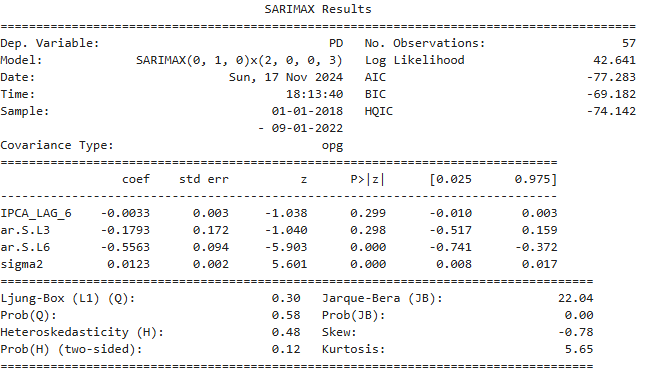 SARIMAX Results
==============================================================================
Dep. Variable: PD No. Observations: 57
Model: SARIMAX(0, 1, 0)x(2, 0, 0, 3) Log Likelihood 42.641
Date: Sun, 17 Nov 2024 AIC -77.283
Time: 18:13:40 BIC -69.182
Sample: 01-01-2018 HQIC -74.142
- 09-01-2022
Covariance Type: opg
==============================================================================
coef std err z P>|z| [0.025 0.975]
------------------------------------------------------------------------------
IPCA_LAG_6 -0.0033 0.003 -1.038 0.299 -0.010 0.003
ar.S.L3 -0.1793 0.172 -1.040 0.298 -0.517 0.159
ar.S.L6 -0.5563 0.094 -5.903 0.000 -0.741 -0.372
sigma2 0.0123 0.002 5.601 0.000 0.008 0.017
==============================================================================
Ljung-Box (L1) (Q): 0.30 Jarque-Bera (JB): 22.04
Prob(Q): 0.58 Prob(JB): 0.00
Heteroskedasticity (H): 0.48 Skew: -0.78
Prob(H) (two-sided): 0.12 Kurtosis: 5.65
==============================================================================